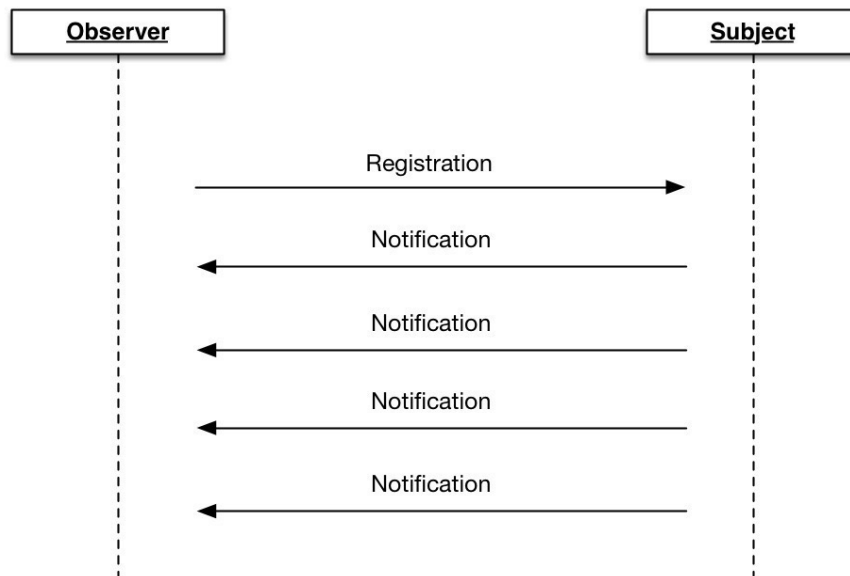 Observer
Subject
Registration
Notification
Notification
Notification
Notification